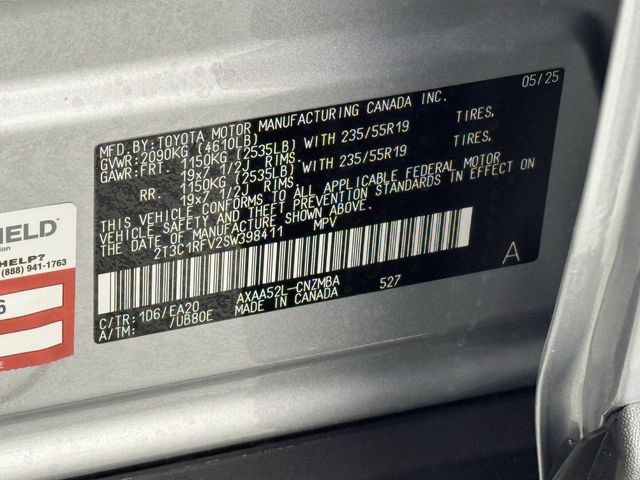 05/25
MFD.BY:TOYOTA MOTOR MANUFACTURING CANADA INC.
GVWR:2090KG (4610LB)
GAWR:FRT. 1150KG (2535LB) WITH 235/55R19 TIRES,
19x7 1/2J RIMS.
RR. 1150KG (2535LB) WITH 235/55R19 TIRES,
19x7 1/2J RIMS.
THIS VEHICLE CONFORMS TO ALL APPLICABLE FEDERAL MOTOR
VEHICLE SAFETY AND THEFT PREVENTION STANDARDS IN EFFECT ON
THE DATE OF MANUFACTURE SHOWN ABOVE.
2T3C1RFV2SW398411 MPV
A
C/TR: 1D6/EA20 AXAA52L-CNZMBA 527
A/TM: /UB80E MADE IN CANADA
HELP?
(888) 941-1763
6